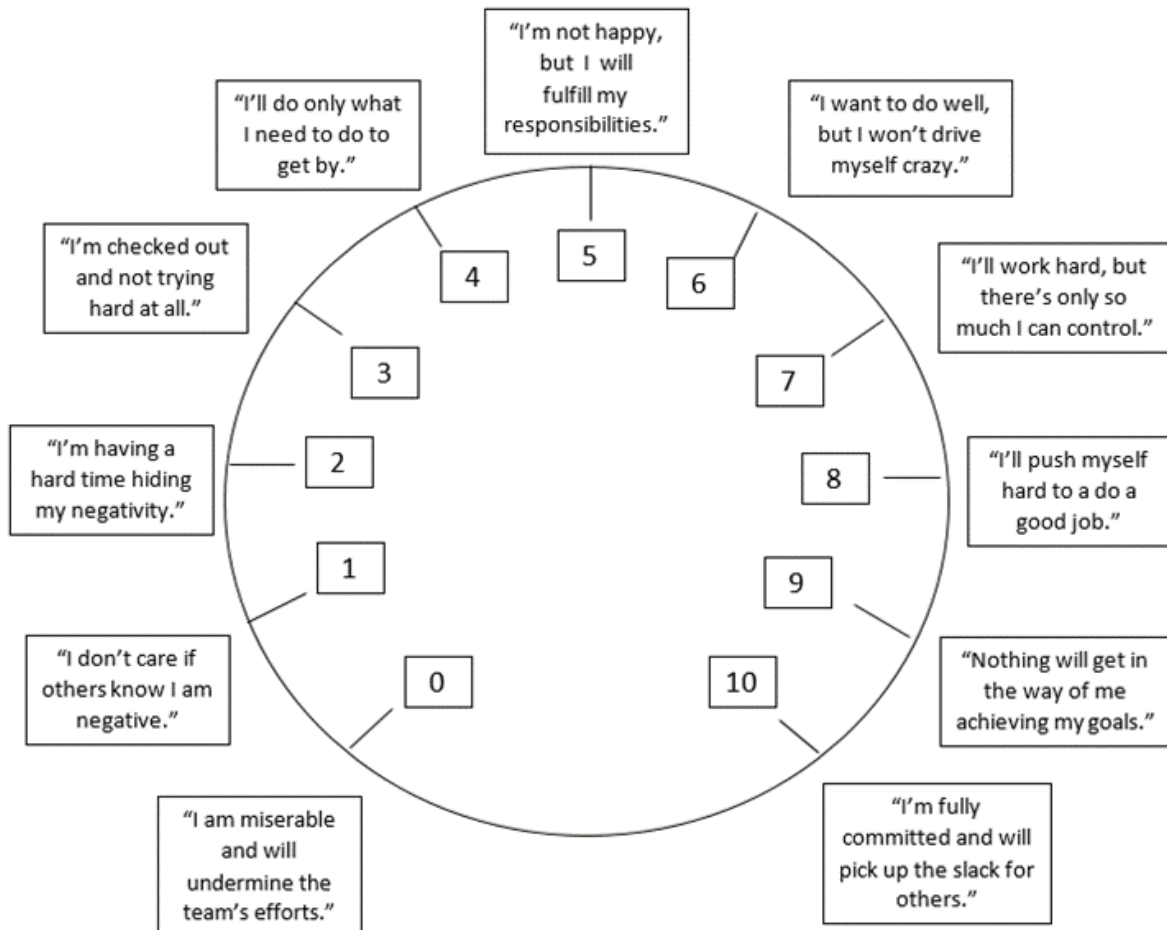 “I’m not happy,
but I will
fulfill my
responsibilities.”
“I’ll do only what
I need to do to
get by.”
“I want to do well,
but I won’t drive
myself crazy.”
“I’m checked out
and not trying
hard at all.”
“I’ll work hard, but
there’s only so
much I can control.”
“I’m having a
hard time hiding
my negativity.”
“I’ll push myself
hard to a do a
good job.”
“I don’t care if
others know I am
negative.”
“Nothing will get in
the way of me
achieving my goals.”
“I am miserable
and will
undermine the
team’s efforts.”
“I’m fully
committed and will
pick up the slack for
others.”
0
1
2
3
4
5
6
7
8
9
10